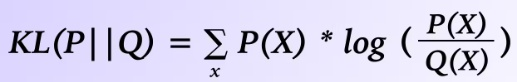 KL(P||Q) = ∑ₓ P(X) * log (P(X)/Q(X))